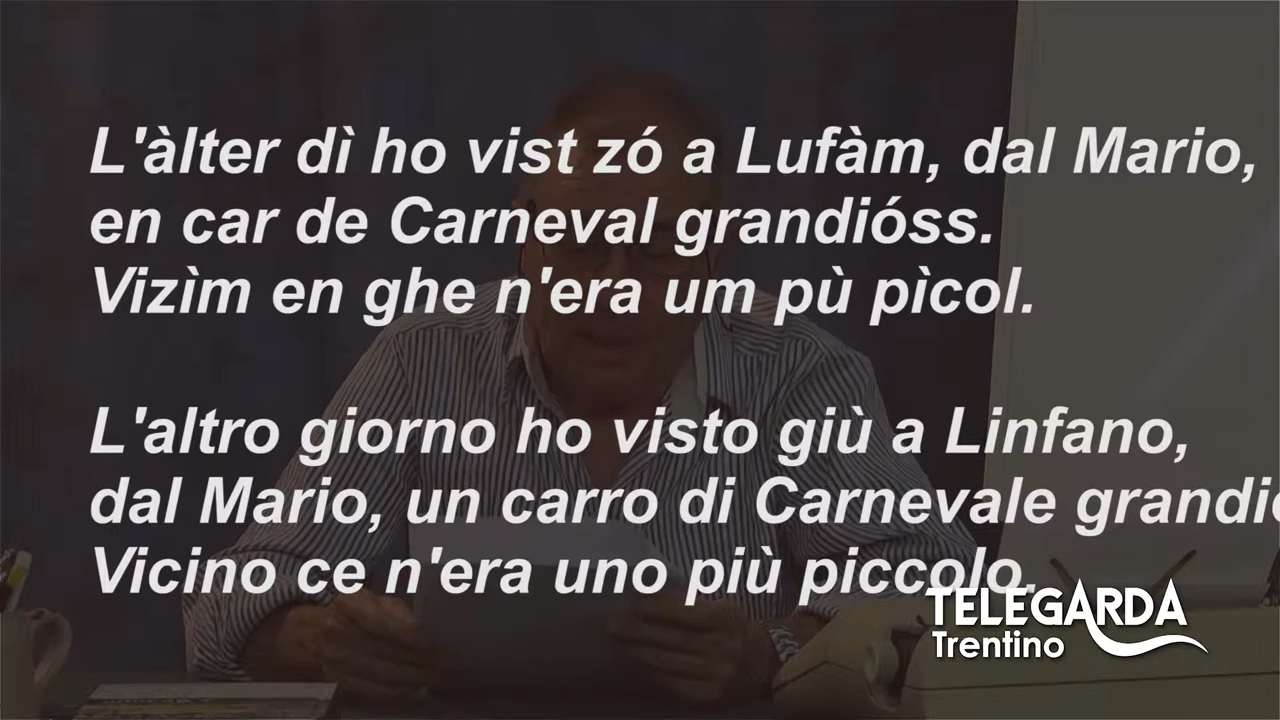 L'àlter dì ho vist zó a Lufàm, dal Mario,
en car de Carneval grandióss.
Vizìm en ghe n'era um pù pìcol.
L'altro giorno ho visto giù a Linfano,
dal Mario, un carro di Carnevale
Vicino ce n'era uno più piccolo.
TELEGARDA
Trentino